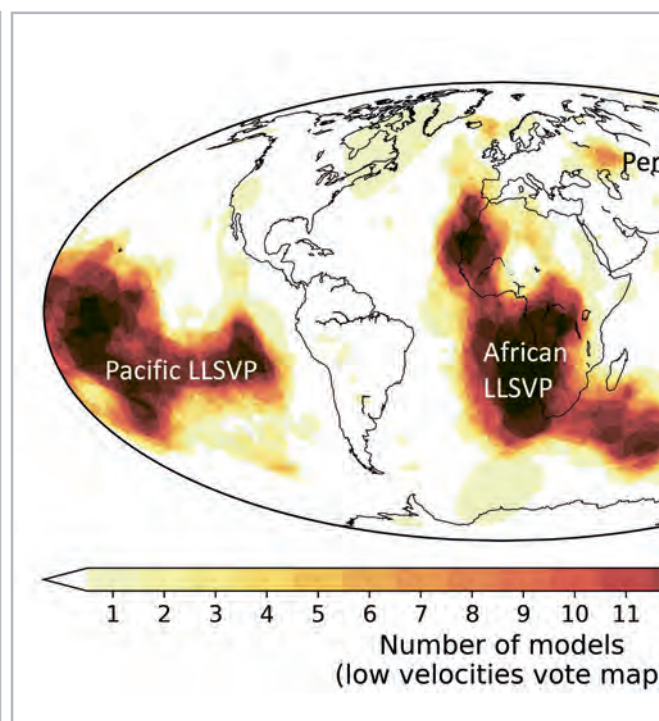 Per
African
LLSVP
Pacific LLSVP
1 2 3 4 5 6 7 8 9 10 11
Number of models
(low velocities vote map